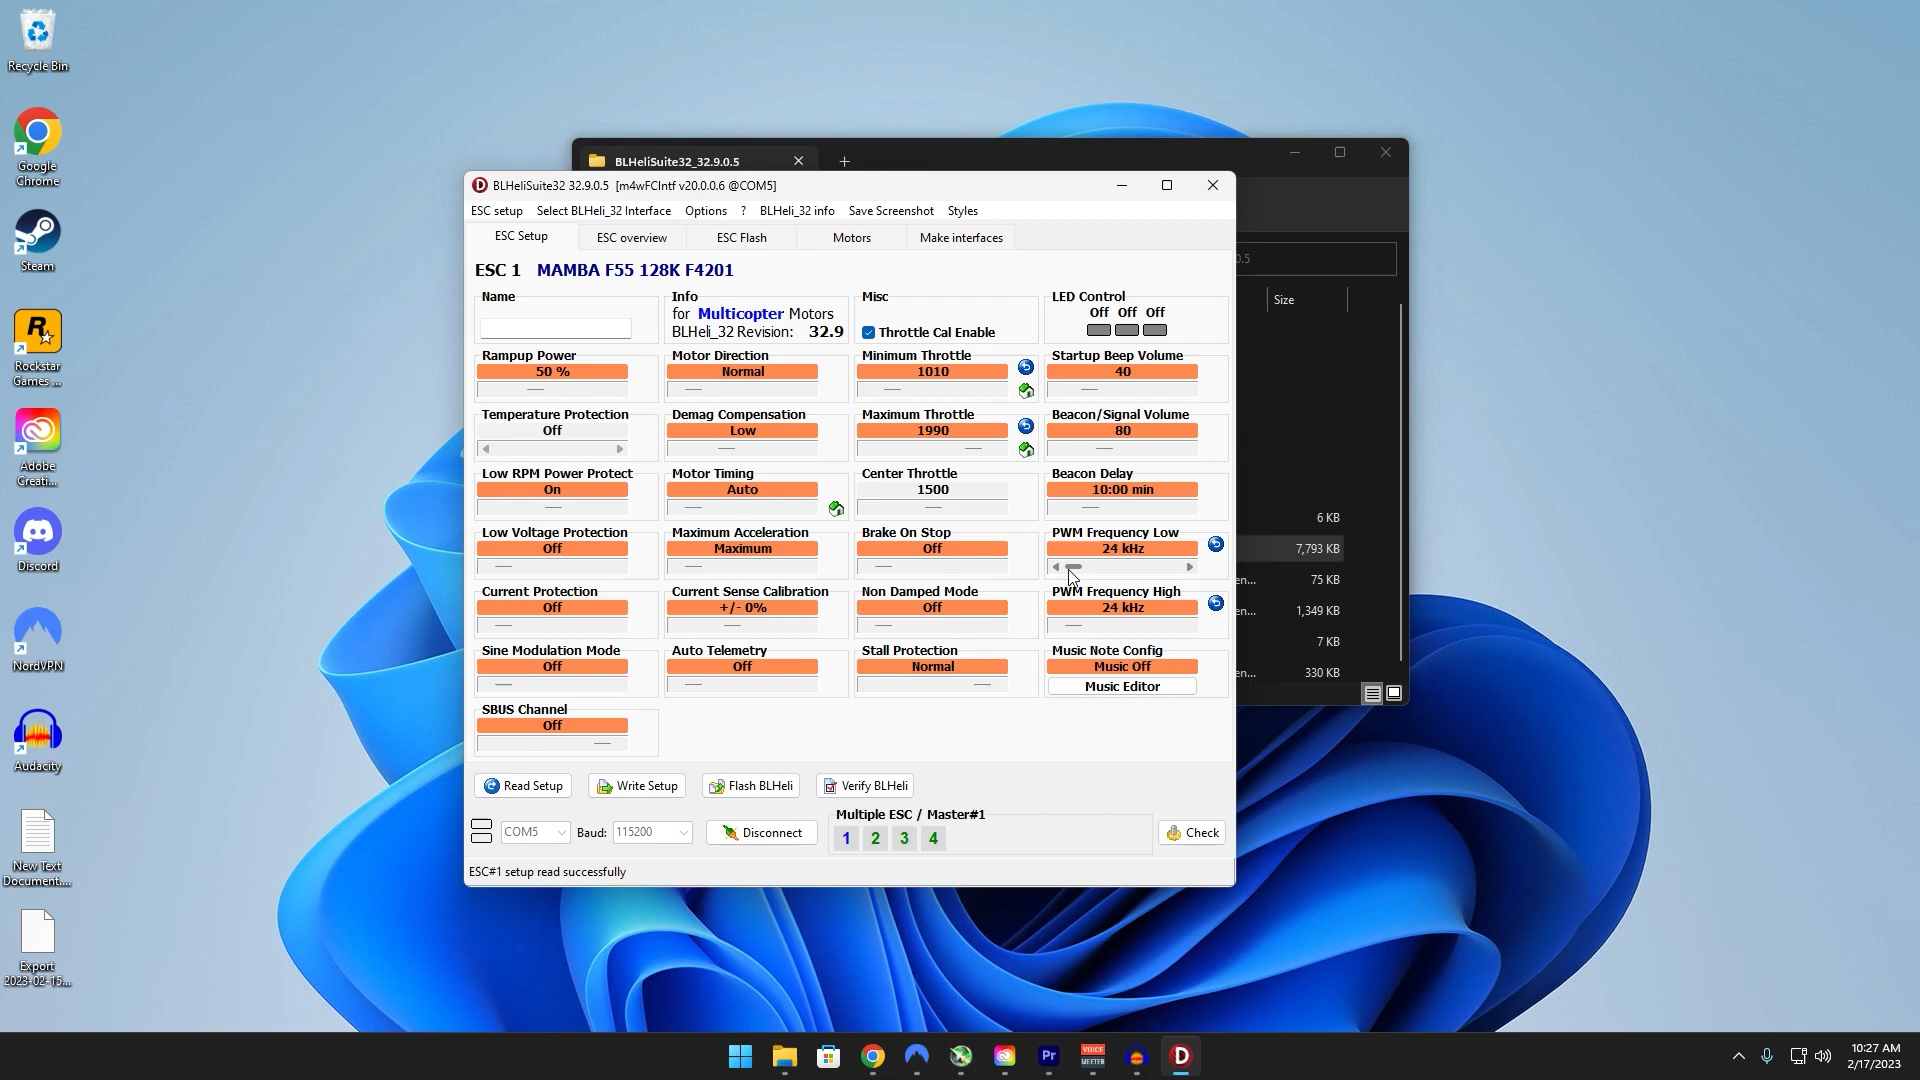 Recycle Bin
Google
Chrome
Steam
Rockstar
Games ...
Adobe
Creati...
Discord
NordVPN
Audacity
New Text
Document....
Export
2023-02-15...
BLHeliSuite32_32.9.0.5
0.5
Size
6 KB
7,793 KB
en... 75 KB
en... 1,349 KB
7 KB
en... 330 KB
BLHeliSuite32 32.9.0.5 [m4wFCIntf v20.0.0.6 @COM5]
ESC setup Select BLHeli_32 Interface Options ? BLHeli_32 info Save Screenshot Styles
ESC Setup ESC overview ESC Flash Motors Make interfaces
ESC 1 MAMBA F55 128K F4201
Name
Info
for Multicopter Motors
BLHeli_32 Revision: 32.9
Misc
Throttle Cal Enable
LED Control
Off Off Off
Rampup Power
50 %
Motor Direction
Normal
Minimum Throttle
1010
Startup Beep Volume
40
Temperature Protection
Off
Demag Compensation
Low
Maximum Throttle
1990
Beacon/Signal Volume
80
Low RPM Power Protect
On
Motor Timing
Auto
Center Throttle
1500
Beacon Delay
10:00 min
Low Voltage Protection
Off
Maximum Acceleration
Maximum
Brake On Stop
Off
PWM Frequency Low
24 kHz
Current Protection
Off
Current Sense Calibration
+/- 0%
Non Damped Mode
Off
PWM Frequency High
24 kHz
Sine Modulation Mode
Off
Auto Telemetry
Off
Stall Protection
Normal
Music Note Config
Music Off
Music Editor
SBUS Channel
Off
Read Setup Write Setup Flash BLHeli Verify BLHeli
COM5 Baud: 115200 Disconnect
Multiple ESC / Master#1
1 2 3 4
Check
ESC#1 setup read successfully
Pr
VOICE
MEETER
10:27 AM
2/17/2023